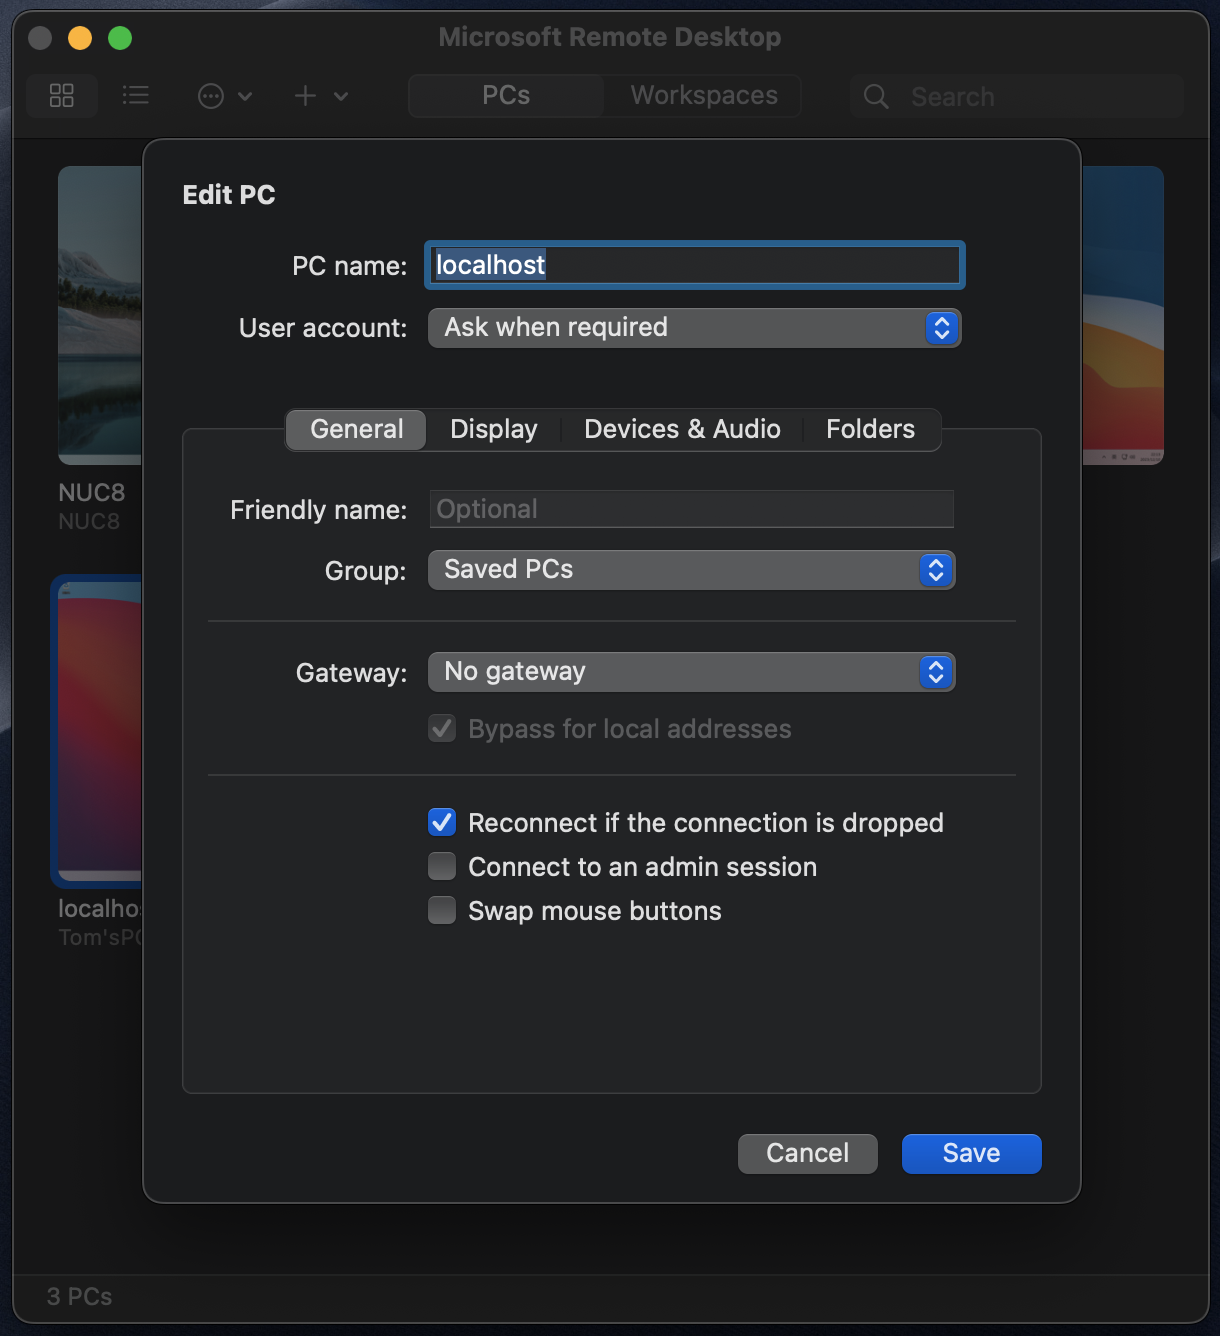 Microsoft Remote Desktop
PCs
Workspaces
Search
Edit PC
PC name: localhost
User account: Ask when required
General
Display
Devices & Audio
Folders
Friendly name: Optional
Group: Saved PCs
Gateway: No gateway
Bypass for local addresses
Reconnect if the connection is dropped
Connect to an admin session
Swap mouse buttons
Cancel
Save
NUC8
NUC8
localho
Tom'sPC
3 PCs